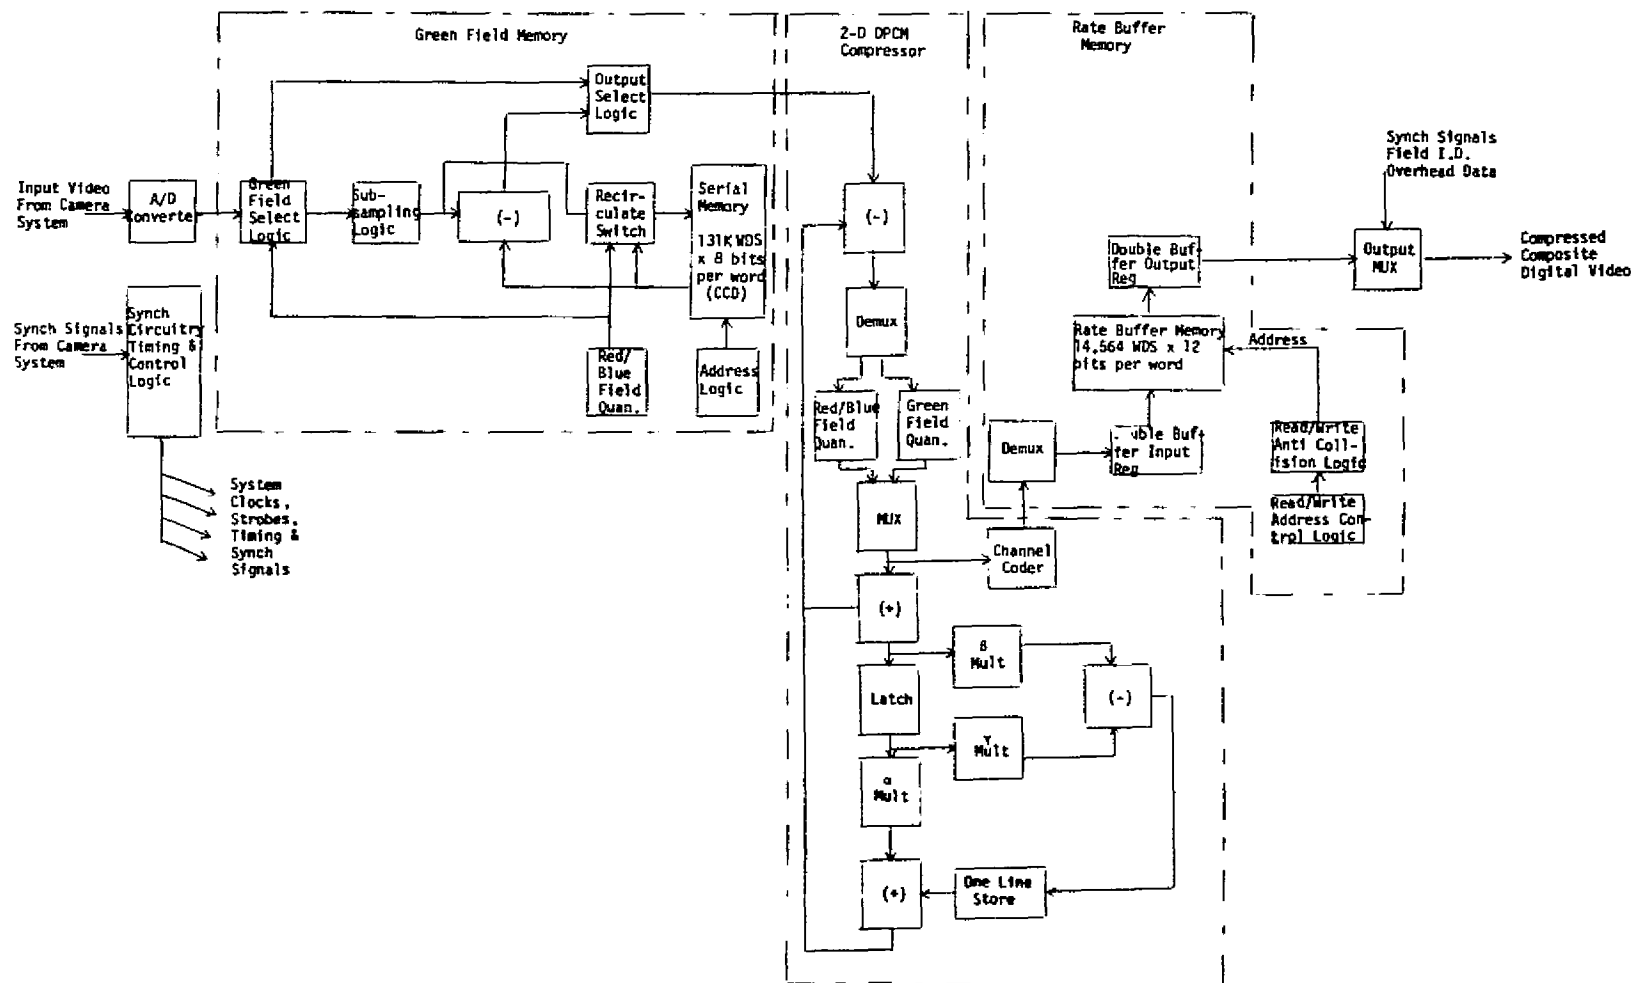 Green Field Memory
2-D DPCM
Compressor
Rate Buffer
Memory
Output
Select
Logic
Synch Signals
Field I.D.
Overhead Data
Input Video
From Camera
System
A/D
Converter
Green
Field
Select
Logic
Sub-
sampling
Logic
(-)
Recir-
culate
Switch
Serial
Memory
131K WDS
x 8 bits
per word
(CCD)
(-)
Double Buf-
fer Output
Reg
Output
MUX
Compressed
Composite
Digital Video
Synch Signals
From Camera
System
Synch
Circuitry
Timing &
Control
Logic
Demux
Rate Buffer Memory
14,564 WDS x 12
bits per word
Address
Red/
Blue
Field
Quan.
Address
Logic
Red/Blue
Field
Quan.
Green
Field
Quan.
Demux
Buf-
fer Input
Reg
Read/Write
Anti Coll-
ision Logic
Read/Write
Address Con-
trol Logic
System
Clocks,
Strobes,
Timing &
Synch
Signals
MUX
Channel
Coder
(+)
β
Mult
Latch
(-)
γ
Mult
α
Mult
(+)
One Line
Store